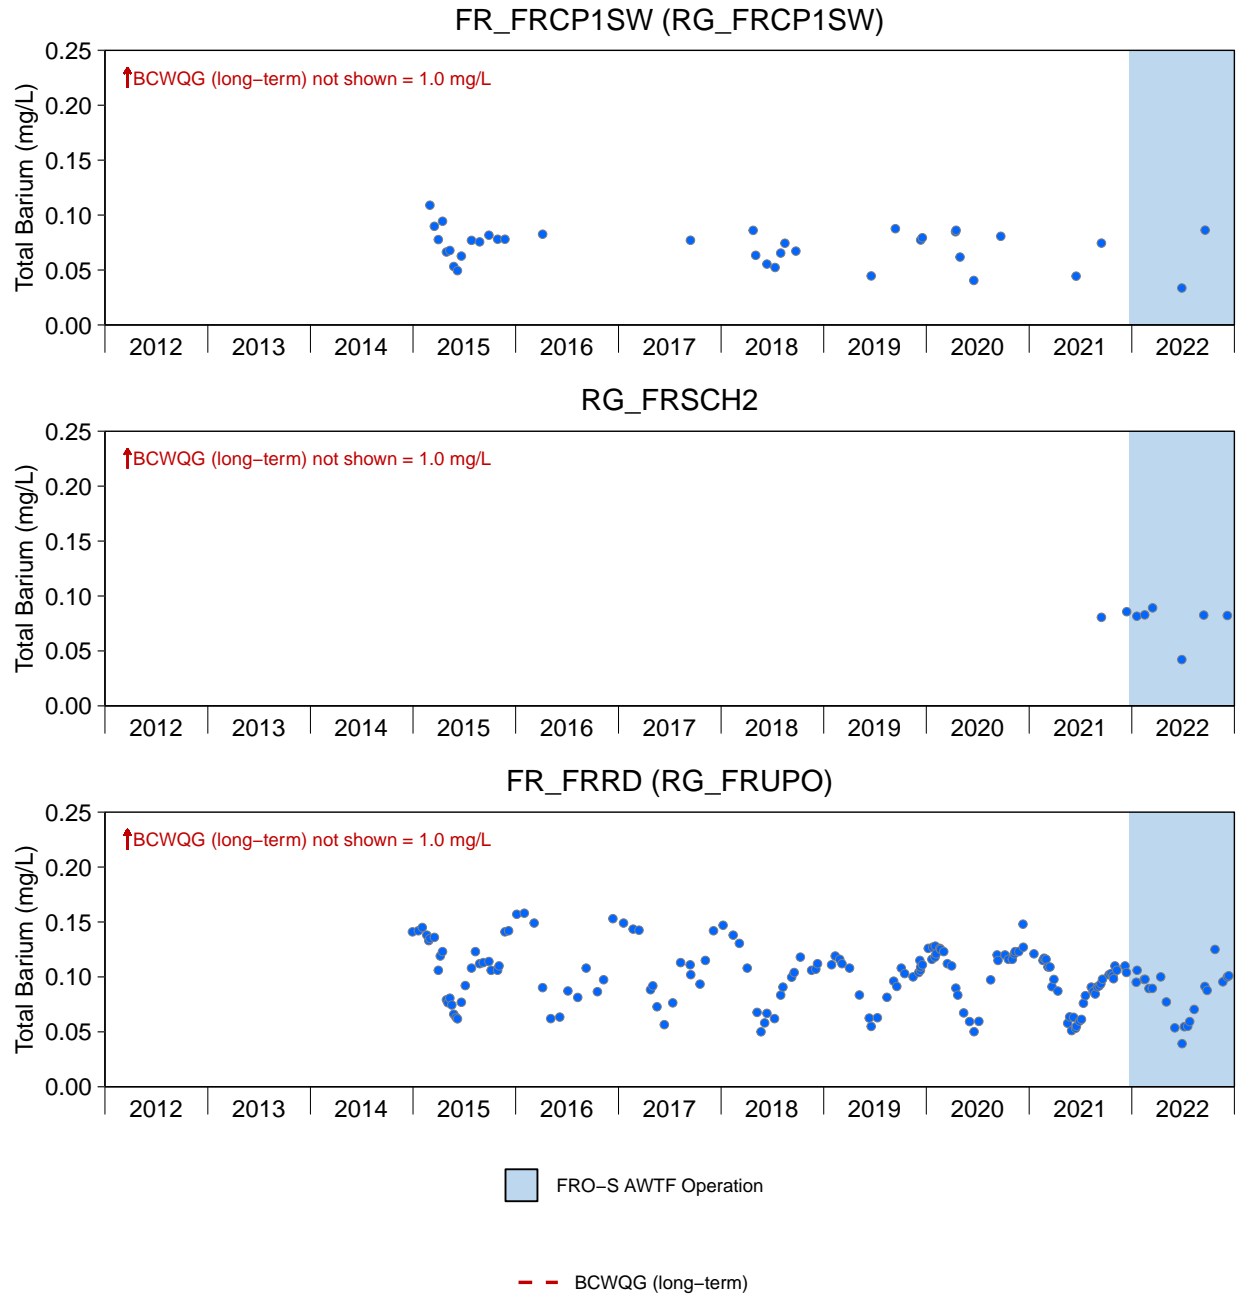 FR_FRCP1SW (RG_FRCP1SW)
Total Barium (mg/L)
0.25
0.20
0.15
0.10
0.05
0.00
BCWQG (long−term) not shown = 1.0 mg/L
2012 2013 2014 2015 2016 2017 2018 2019 2020 2021 2022
RG_FRSCH2
Total Barium (mg/L)
0.25
0.20
0.15
0.10
0.05
0.00
BCWQG (long−term) not shown = 1.0 mg/L
2012 2013 2014 2015 2016 2017 2018 2019 2020 2021 2022
FR_FRRD (RG_FRUPO)
Total Barium (mg/L)
0.25
0.20
0.15
0.10
0.05
0.00
BCWQG (long−term) not shown = 1.0 mg/L
2012 2013 2014 2015 2016 2017 2018 2019 2020 2021 2022
FRO−S AWTF Operation
BCWQG (long−term)